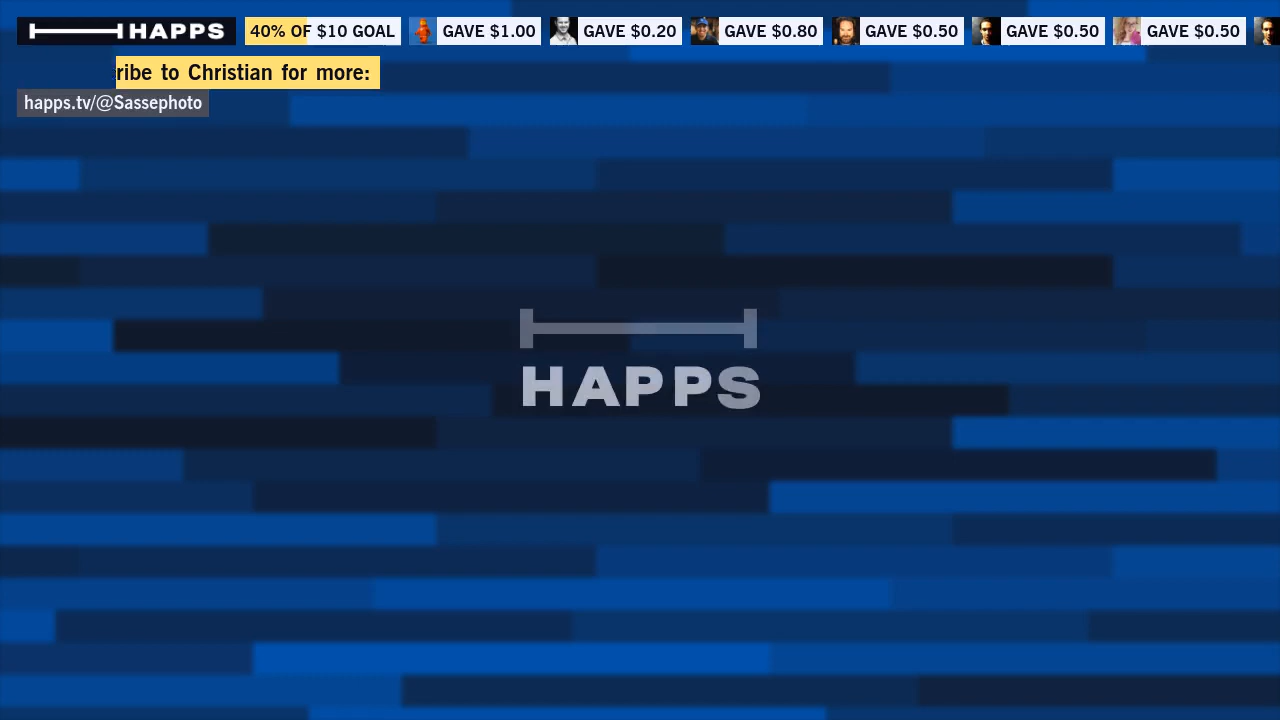 HAPPS 40% OF $10 GOAL GAVE $1.00 GAVE $0.20 GAVE $0.80 GAVE $0.50 GAVE $0.50 GAVE $0.50
ribe to Christian for more:
happs.tv/@Sassephoto
HAPPS